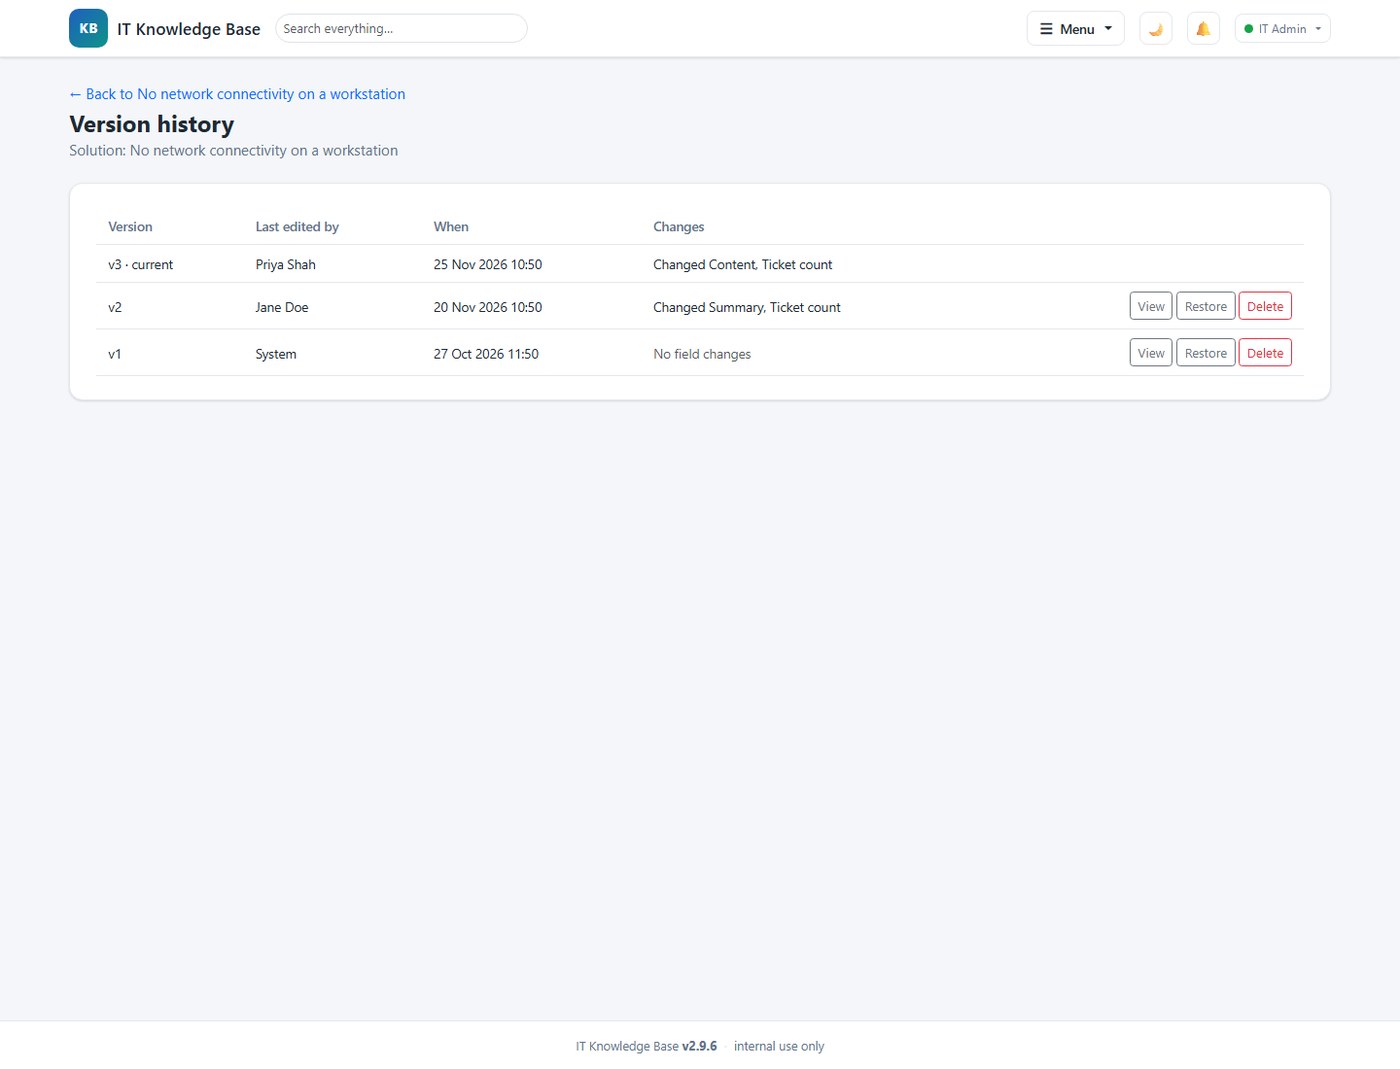 KB IT Knowledge Base Search everything... ☰ Menu IT Admin
← Back to No network connectivity on a workstation
Version history
Solution: No network connectivity on a workstation
Version Last edited by When Changes
v3 · current Priya Shah 25 Nov 2026 10:50 Changed Content, Ticket count
v2 Jane Doe 20 Nov 2026 10:50 Changed Summary, Ticket count View Restore Delete
v1 System 27 Oct 2026 11:50 No field changes View Restore Delete
IT Knowledge Base v2.9.6 · internal use only